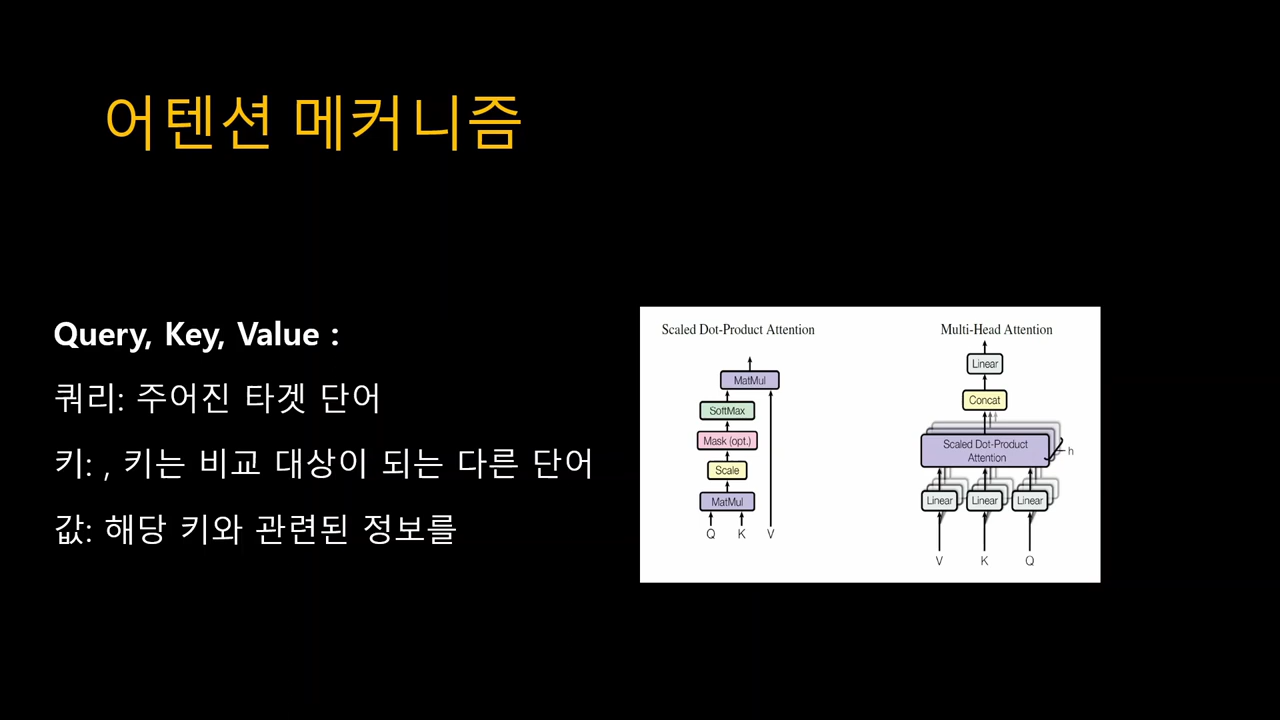 어텐션 메커니즘
Query, Key, Value :
쿼리: 주어진 타겟 단어
키: , 키는 비교 대상이 되는 다른 단어
값: 해당 키와 관련된 정보를
Scaled Dot-Product Attention
MatMul
SoftMax
Mask (opt.)
Scale
MatMul
Q K V
Multi-Head Attention
Linear
Concat
Scaled Dot-Product
Attention
h
Linear Linear Linear
V K Q